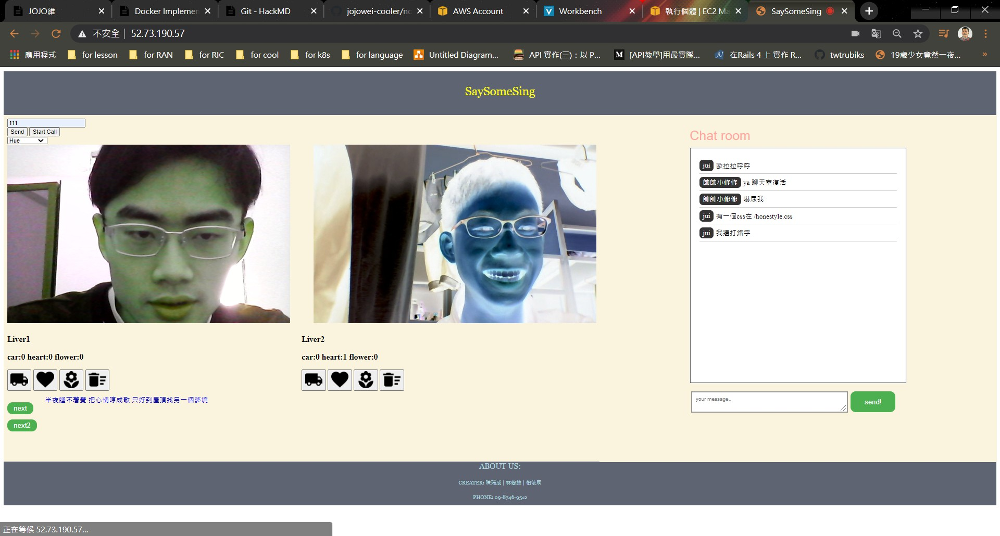 JOJO維
Docker Implemen
Git - HackMD
jojowei-cooler/no
AWS Account
Workbench
執行個體 | EC2 Ma
SaySomeSing
不安全 | 52.73.190.57
應用程式
for lesson
for RAN
for RIC
for cool
for k8s
for language
Untitled Diagram...
API 實作(三)：以 P...
[API教學]用最實際...
在Rails 4 上 實作 R...
twtrubiks
19歲少女竟然一夜...
»
SaySomeSing
111
Send
Start Call
Hue
Liver1
car:0 heart:0 flower:0
半夜睡不著覺 把心情哼成歌 只好到屋頂找另一個夢境
next
next2
Liver2
car:0 heart:1 flower:0
Chat room
jui 歐拉拉呼呼
帥帥小修修 ya 聊天室復活
帥帥小修修 嚇尿我
jui 有一個css在 /honestyle.css
jui 我還打錯字
your message..
send!
ABOUT US:
CREATER: 陳瑞成 | 林修維 | 柏依辰
PHONE: 09-8746-9512
正在等候 52.73.190.57...